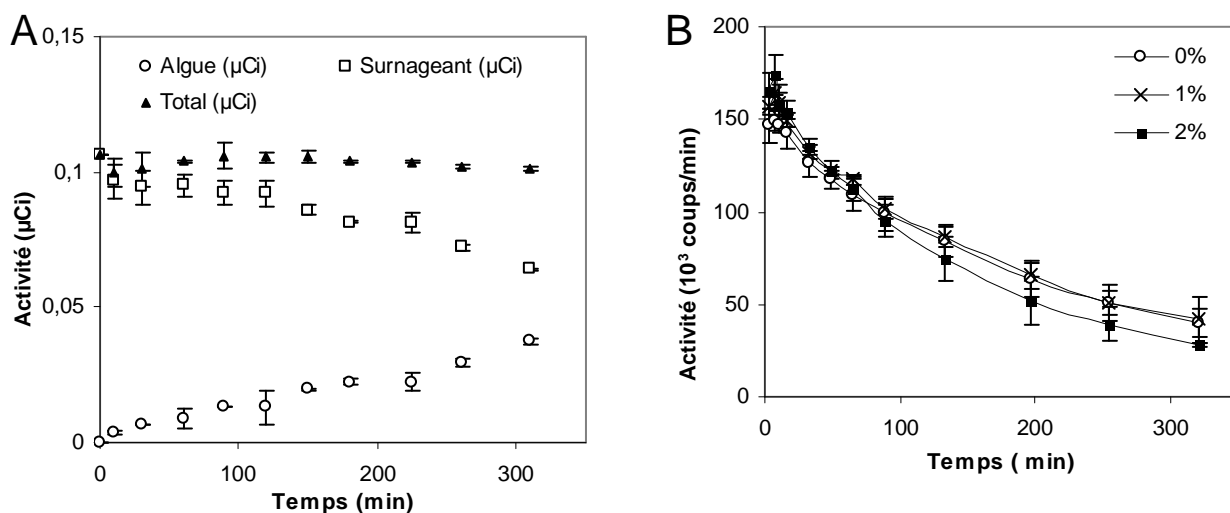 A
0,15
0,1
0,05
0
Activité (µCi)
Algue (µCi)
Surnageant (µCi)
Total (µCi)
0
100
200
300
Temps (min)
B
200
150
100
50
0
Activité (10³ coups/min)
0%
1%
2%
0
100
200
300
Temps ( min)